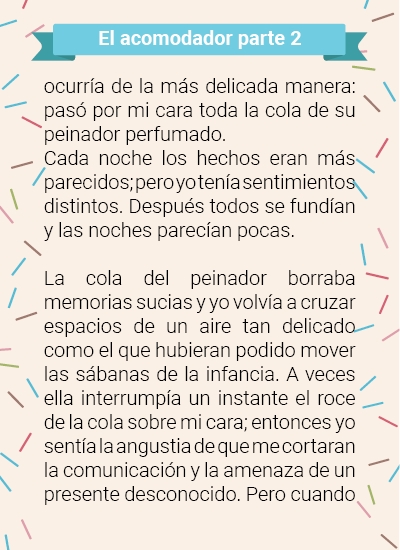 El acomodador parte 2
ocurría de la más delicada manera:
pasó por mi cara toda la cola de su
peinador perfumado.
Cada noche los hechos eran más
parecidos; pero yo tenía sentimientos
distintos. Después todos se fundían
y las noches parecían pocas.
La cola del peinador borraba
memorias sucias y yo volvía a cruzar
espacios de un aire tan delicado
como el que hubieran podido mover
las sábanas de la infancia. A veces
ella interrumpía un instante el roce
de la cola sobre mi cara; entonces yo
sentía la angustia de que me cortaran
la comunicación y la amenaza de un
presente desconocido. Pero cuando